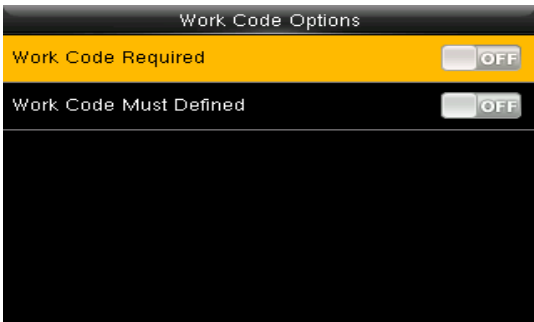 Work Code Options
Work Code Required OFF
Work Code Must Defined OFF